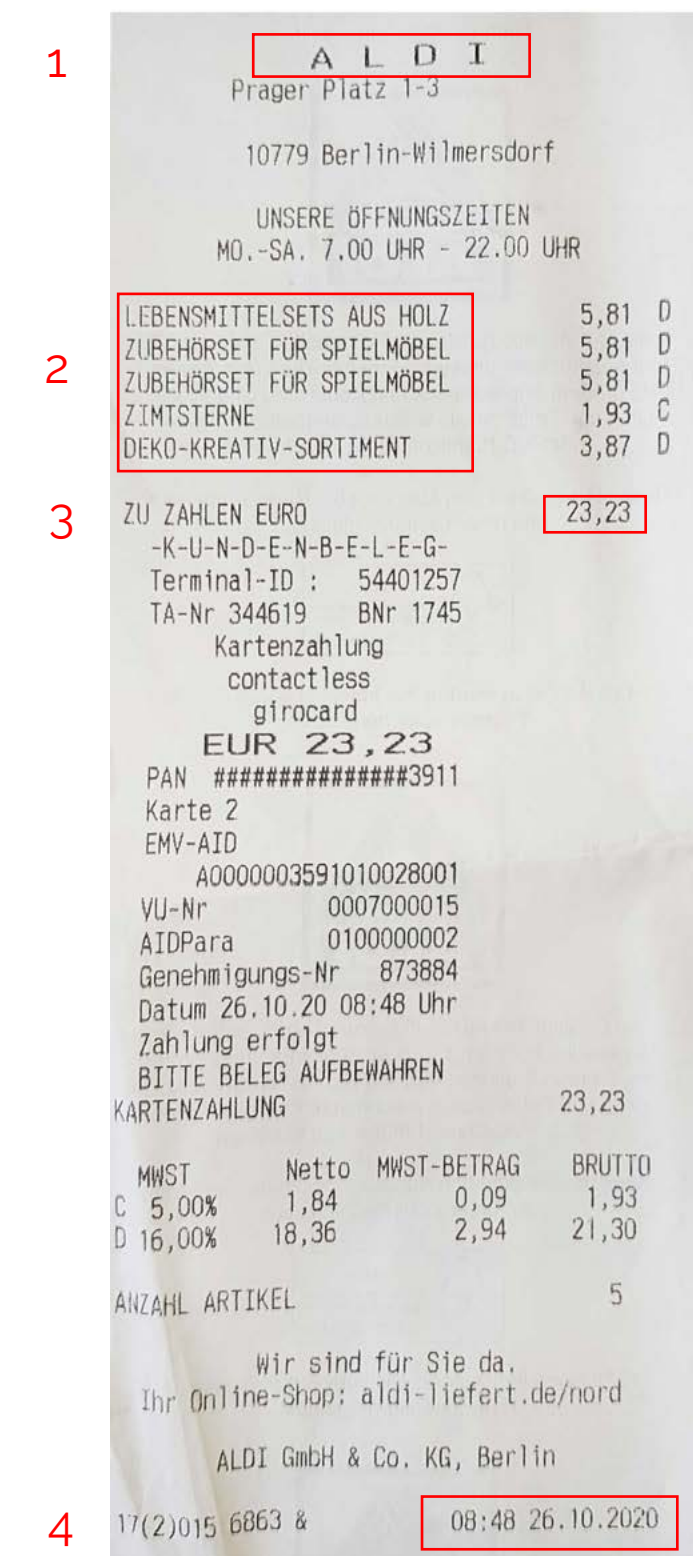 1
A L D I
Prager Platz 1-3
10779 Berlin-Wilmersdorf
UNSERE ÖFFNUNGSZEITEN
MO.-SA. 7.00 UHR - 22.00 UHR
2
LEBENSMITTELSETS AUS HOLZ 5,81 D
ZUBEHÖRSET FÜR SPIELMÖBEL 5,81 D
ZUBEHÖRSET FÜR SPIELMÖBEL 5,81 D
ZIMTSTERNE 1,93 C
DEKO-KREATIV-SORTIMENT 3,87 D
3 ZU ZAHLEN EURO 23,23
-K-U-N-D-E-N-B-E-L-E-G-
Terminal-ID : 54401257
TA-Nr 344619 BNr 1745
Kartenzahlung
contactless
girocard
EUR 23,23
PAN ###############3911
Karte 2
EMV-AID
A0000003591010028001
VU-Nr 0007000015
AIDPara 0100000002
Genehmigungs-Nr 873884
Datum 26.10.20 08:48 Uhr
Zahlung erfolgt
BITTE BELEG AUFBEWAHREN
KARTENZAHLUNG 23,23
MWST Netto MWST-BETRAG BRUTTO
C 5,00% 1,84 0,09 1,93
D 16,00% 18,36 2,94 21,30
ANZAHL ARTIKEL 5
Wir sind für Sie da.
Ihr Online-Shop: aldi-liefert.de/nord
ALDI GmbH & Co. KG, Berlin
4 17(2)015 6863 & 08:48 26.10.2020